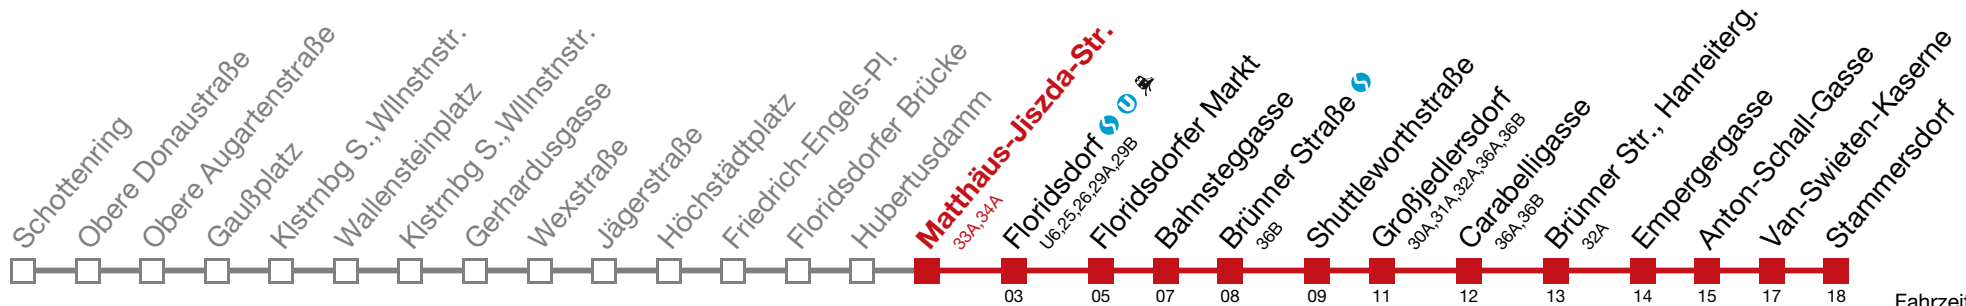 Schottenring
Obere Donaustraße
Obere Augartenstraße
Gaußplatz
Klstrnbg S., Wllnstnstr.
Wallensteinplatz
Klstrnbg S., Wllnstnstr.
Gerhardusgasse
Wexstraße
Jägerstraße
Höchstädtplatz
Friedrich-Engels-Pl.
Floridsdorfer Brücke
Hubertusdamm
Matthäus-Jiszda-Str.
33A,34A
Floridsdorf S U
U6,25,26,29A,29B
Floridsdorfer Markt
Bahnsteggasse
Brünner Straße S
36B
Shuttleworthstraße
Großjedlersdorf
30A,31A,32A,36A,36B
Carabelligasse
36A,36B
Brünner Str., Hanreiterg.
32A
Empergergasse
Anton-Schall-Gasse
Van-Swieten-Kaserne
Stammersdorf
03 05 07 08 09 11 12 13 14 15 17 18